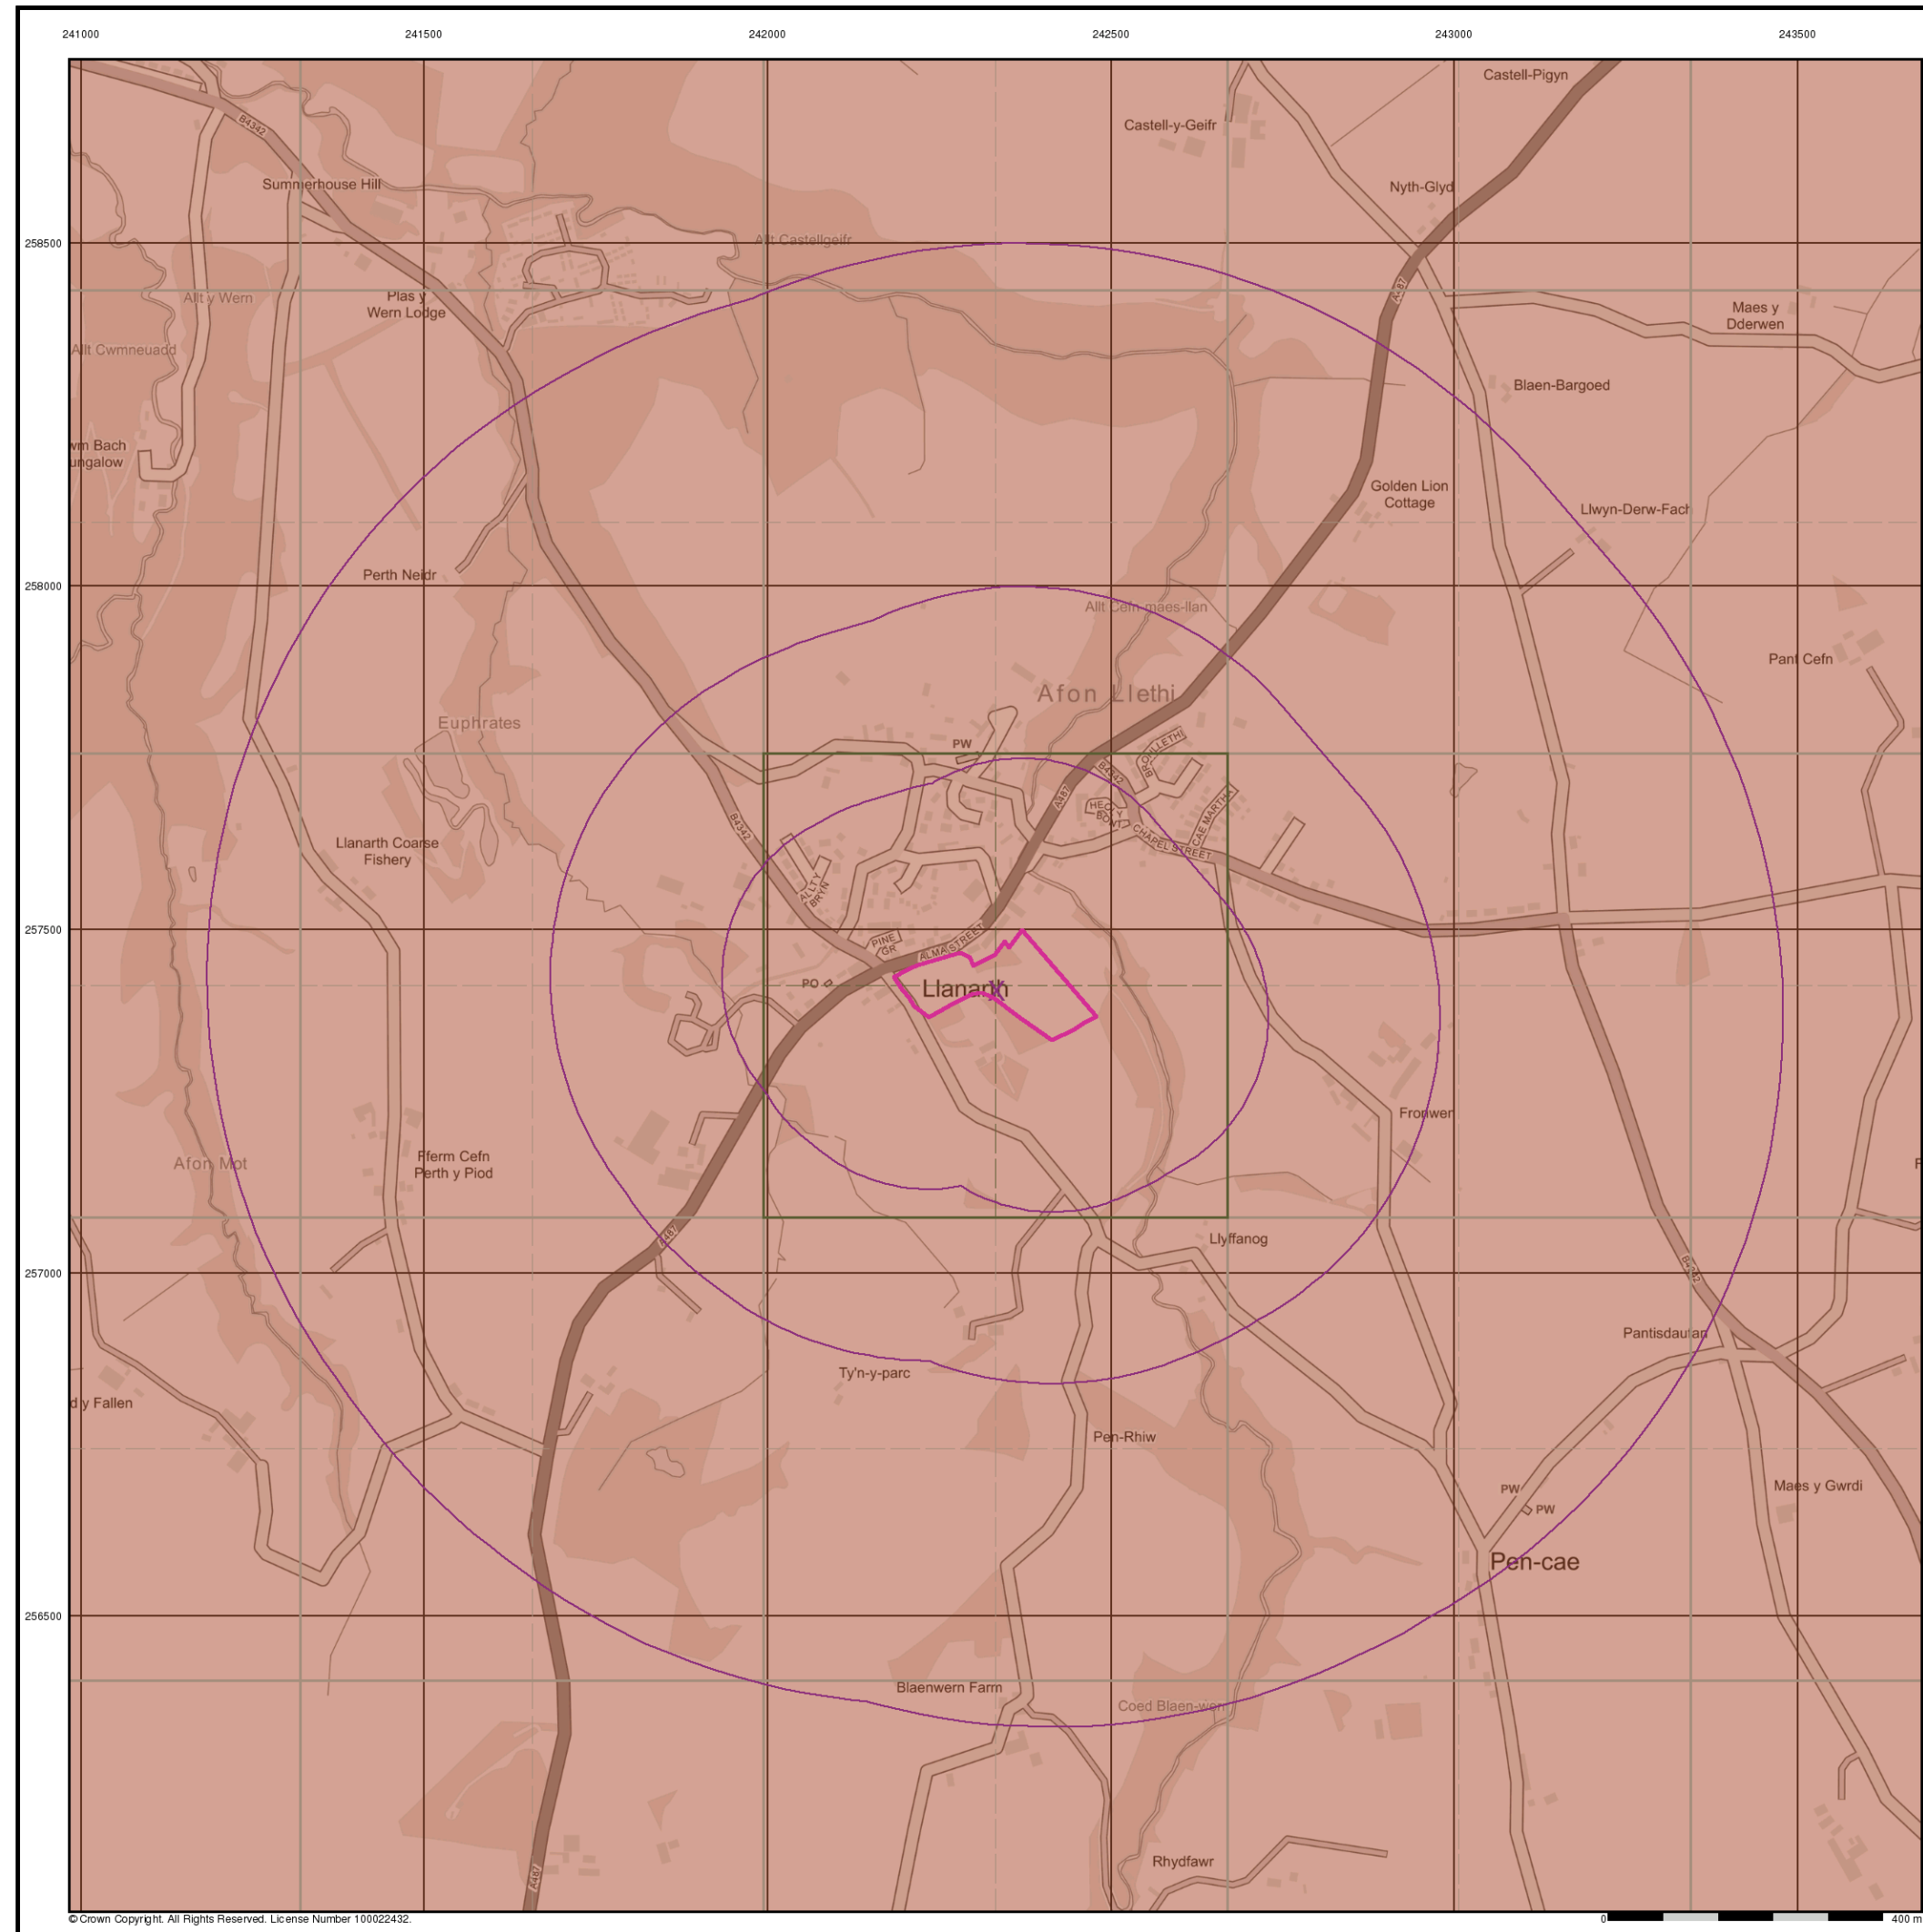 241000 241500 242000 242500 243000 243500
Castell-Pigyn
B4342
Castell-y-Geifr
Summerhouse Hill
Nyth-Glyd
258500
Allt Castellgeifr
Allt y Wern
Plas y
Wern Lodge
A487
Maes y
Dderwen
Allt Cwmneuadd
Blaen-Bargoed
wm Bach
ungalow
Golden Lion
Cottage
Llwyn-Derw-Fach
Perth Neidr
258000
Allt Cefn-maes-llan
Pant Cefn
Afon Llethi
Euphrates
PW
BRO LLETHI
B4342
A487
HEOL Y
BONT
CAE MARTHA
B4342
CHAPEL STREET
Llanarth Coarse
Fishery
ALLT Y
BRYN
257500
PINE
GR
ALMA STREET
PO
Llanarth
X
Fronwen
Fferm Cefn
Perth y Piod
Afon Mot
F
A487
Llyffanog
B4342
257000
Pantisdaufan
Ty'n-y-parc
d y Fallen
Pen-Rhiw
Maes y Gwrdi
PW
PW
Pen-cae
256500
Blaenwern Farm
Coed Blaen-wern
Rhydfawr
A487
© Crown Copyright. All Rights Reserved. License Number 100022432.
0 400 m